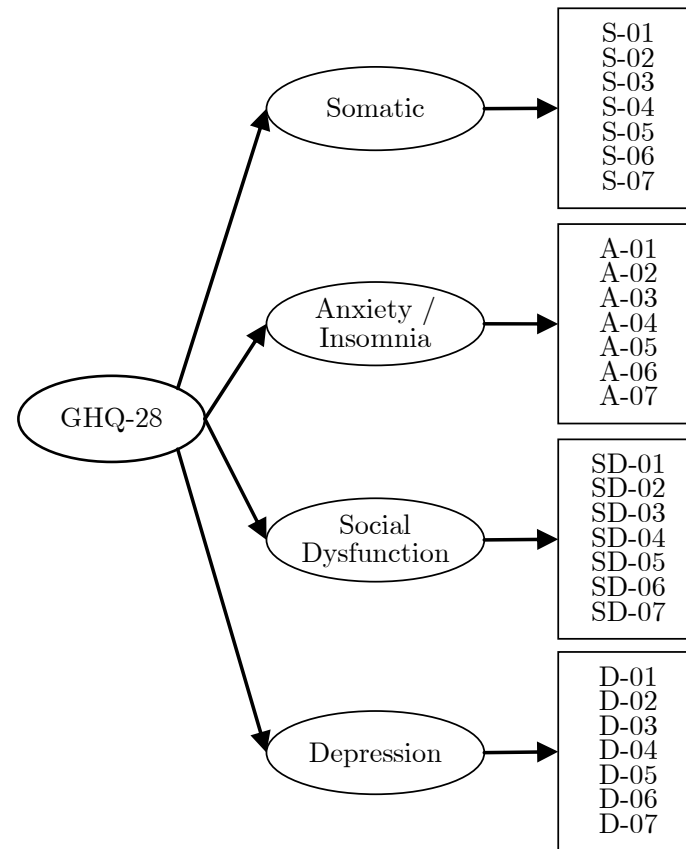 GHQ-28
Somatic
S-01
S-02
S-03
S-04
S-05
S-06
S-07
Anxiety /
Insomnia
A-01
A-02
A-03
A-04
A-05
A-06
A-07
Social
Dysfunction
SD-01
SD-02
SD-03
SD-04
SD-05
SD-06
SD-07
Depression
D-01
D-02
D-03
D-04
D-05
D-06
D-07